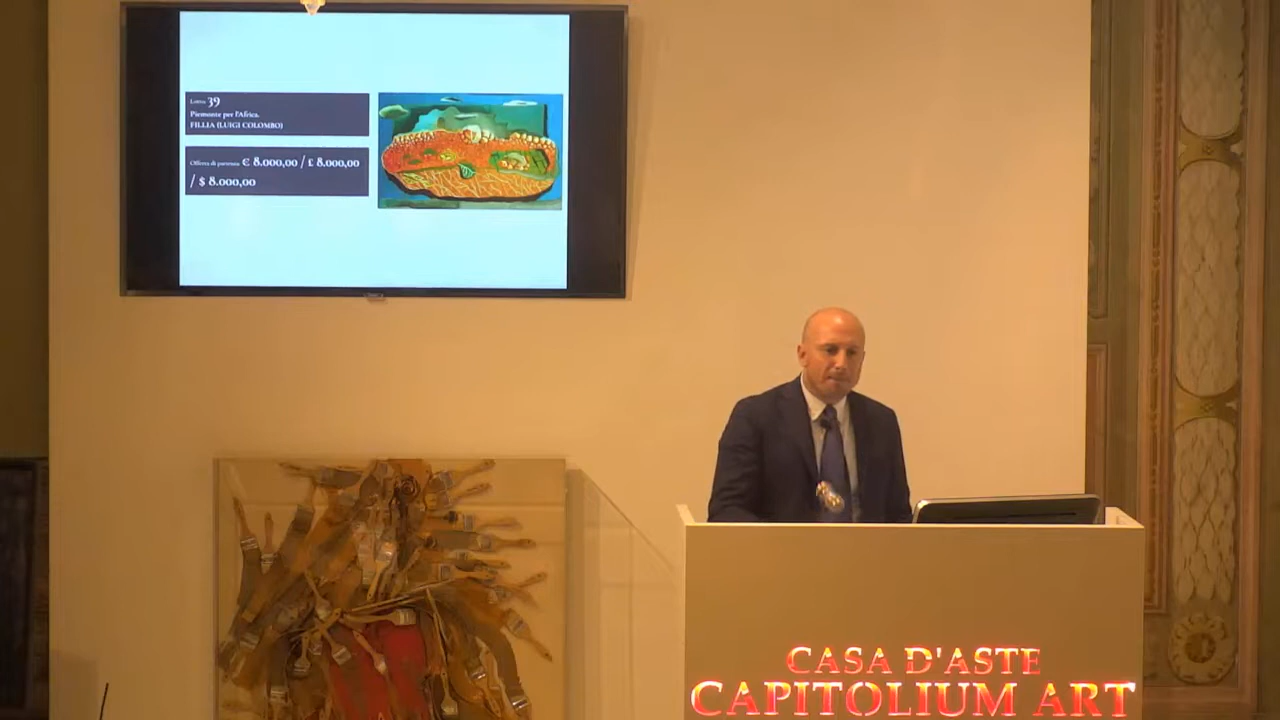 Lotto 39
Piemonte per l'Africa.
FILLIA (LUIGI COLOMBO)
Offerta di partenza € 8.000,00 / £ 8.000,00
/ $ 8.000,00
CASA D'ASTE
CAPITOLIUM ART